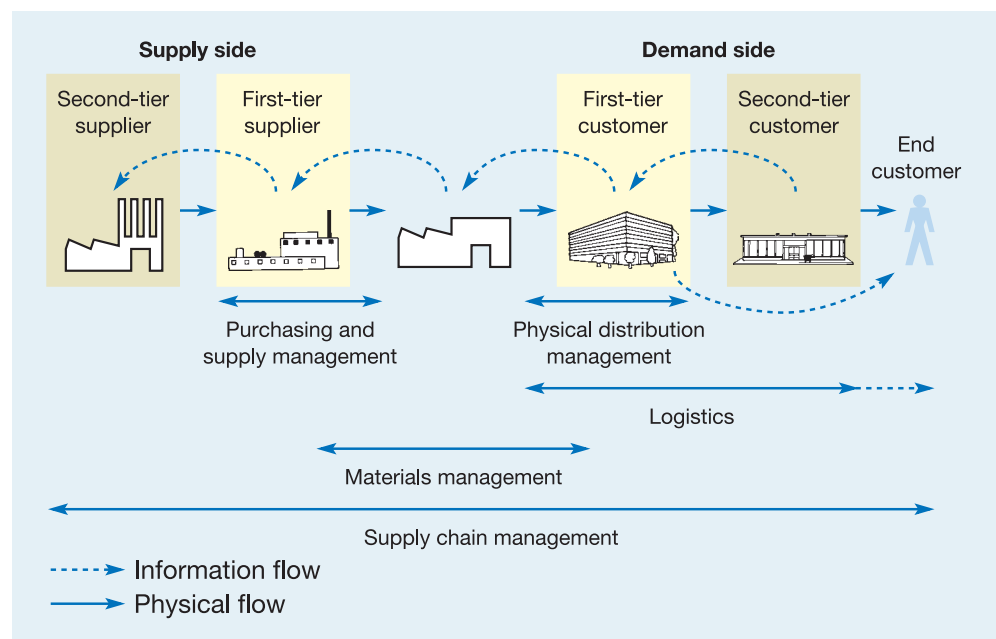 Supply side
Demand side
Second-tier
supplier
First-tier
supplier
First-tier
customer
Second-tier
customer
End
customer
Purchasing and
supply management
Physical distribution
management
Logistics
Materials management
Supply chain management
Information flow
Physical flow